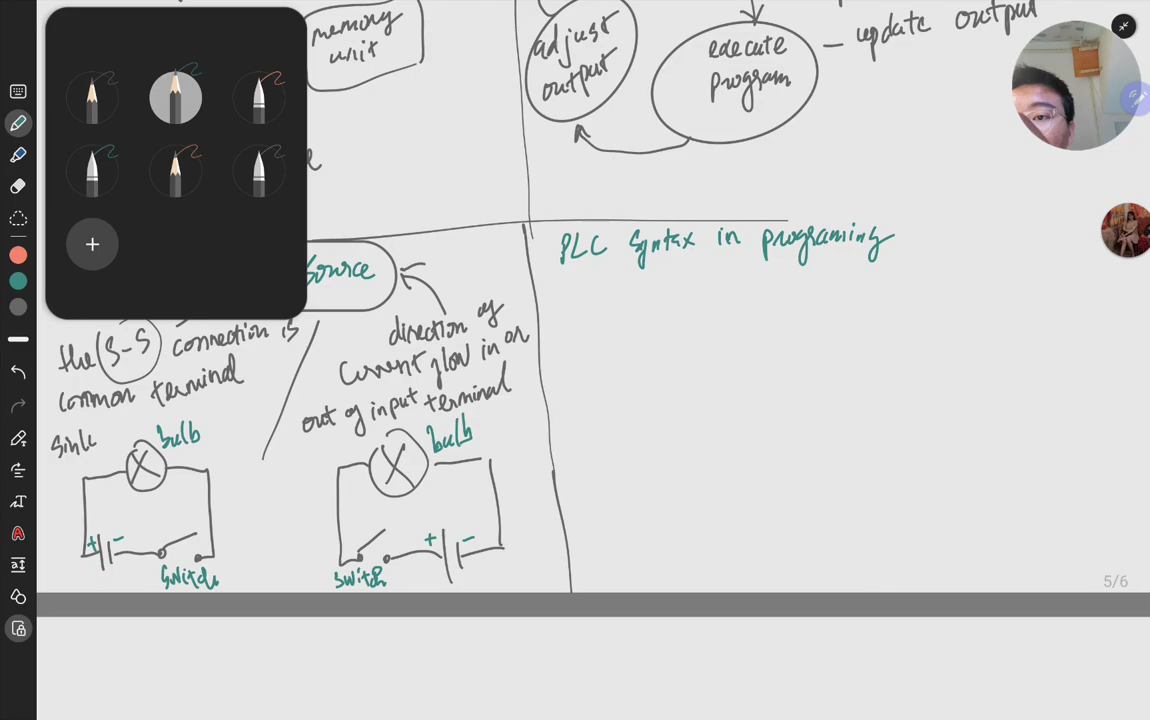 memory
unit
adjust
output
execute
program
- update output
PLC syntax in programing
Source
the (S-S) connection is
common terminal
direction of
current flow in or
out of input terminal
Sink
bulb
+ -
Switch
bulb
+ -
Switch
5/6